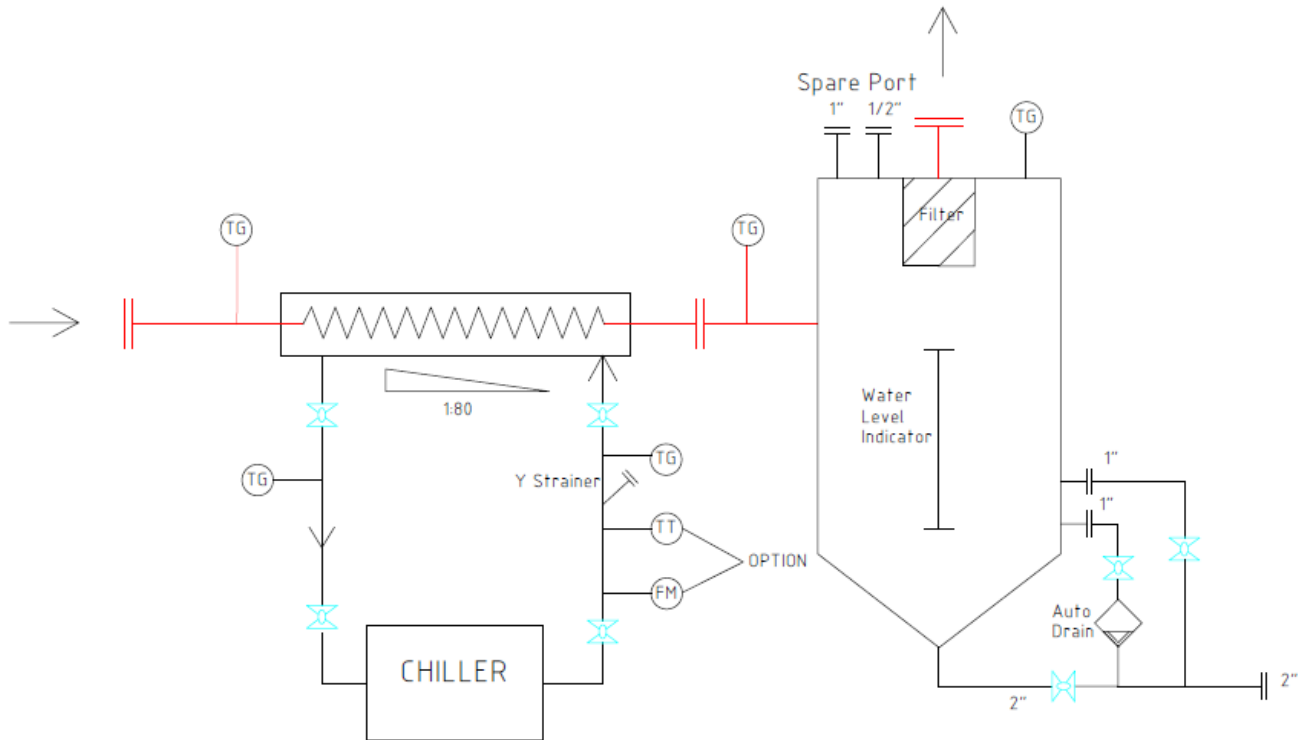 Spare Port
1" 1/2"
TG
Filter
TG
TG
1:80
Water
Level
Indicator
TG
TG
Y Strainer
1"
1"
TT
OPTION
FM
Auto
Drain
CHILLER
2"
2"